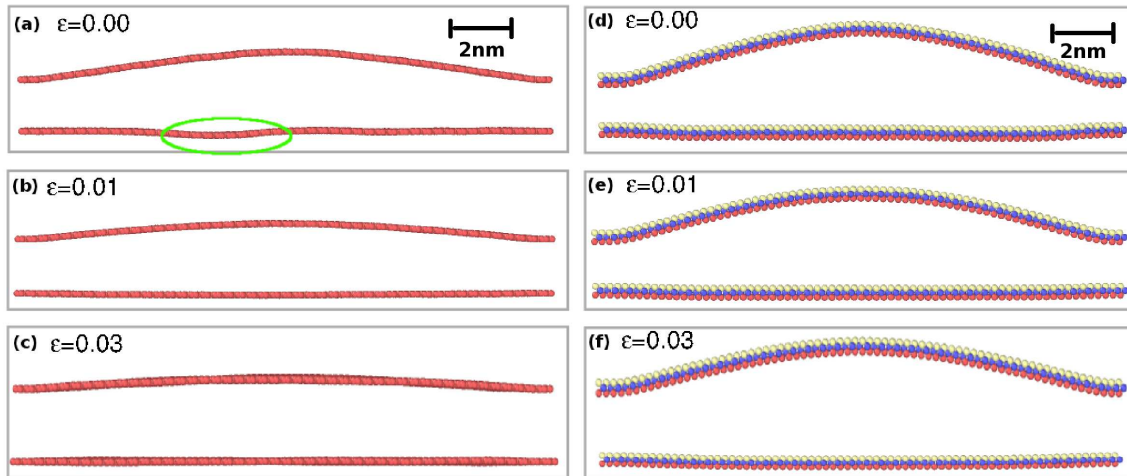 (a) ε=0.00
2nm
(b) ε=0.01
(c) ε=0.03
(d) ε=0.00
2nm
(e) ε=0.01
(f) ε=0.03